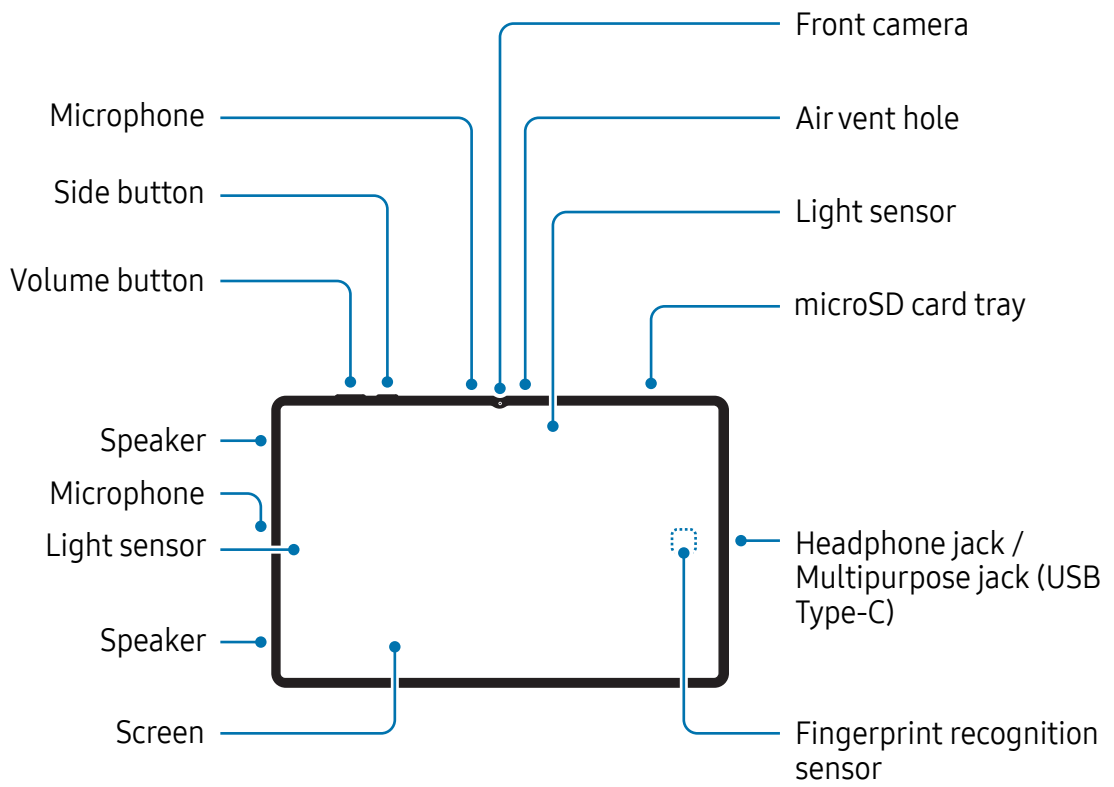 Front camera
Microphone
Air vent hole
Side button
Light sensor
Volume button
microSD card tray
Speaker
Microphone
Light sensor
Headphone jack /
Multipurpose jack (USB
Type-C)
Speaker
Screen
Fingerprint recognition
sensor